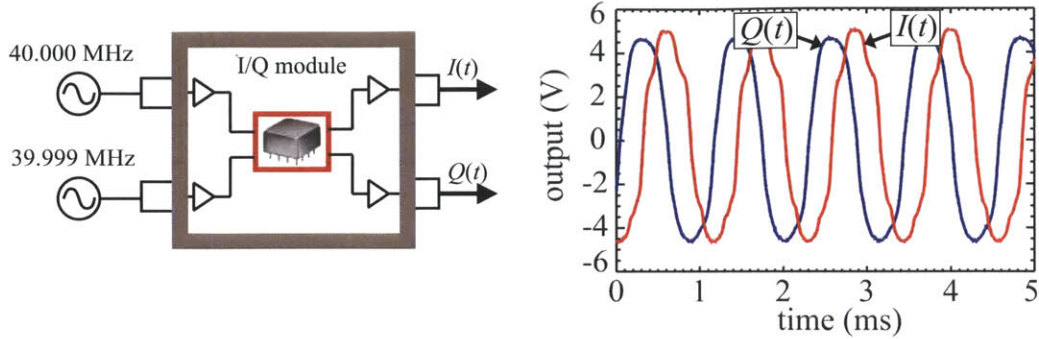 40.000 MHz
39.999 MHz
I/Q module
I(t)
Q(t)
output (V)
6
4
2
0
-2
-4
-6
Q(t)
I(t)
0 1 2 3 4 5
time (ms)